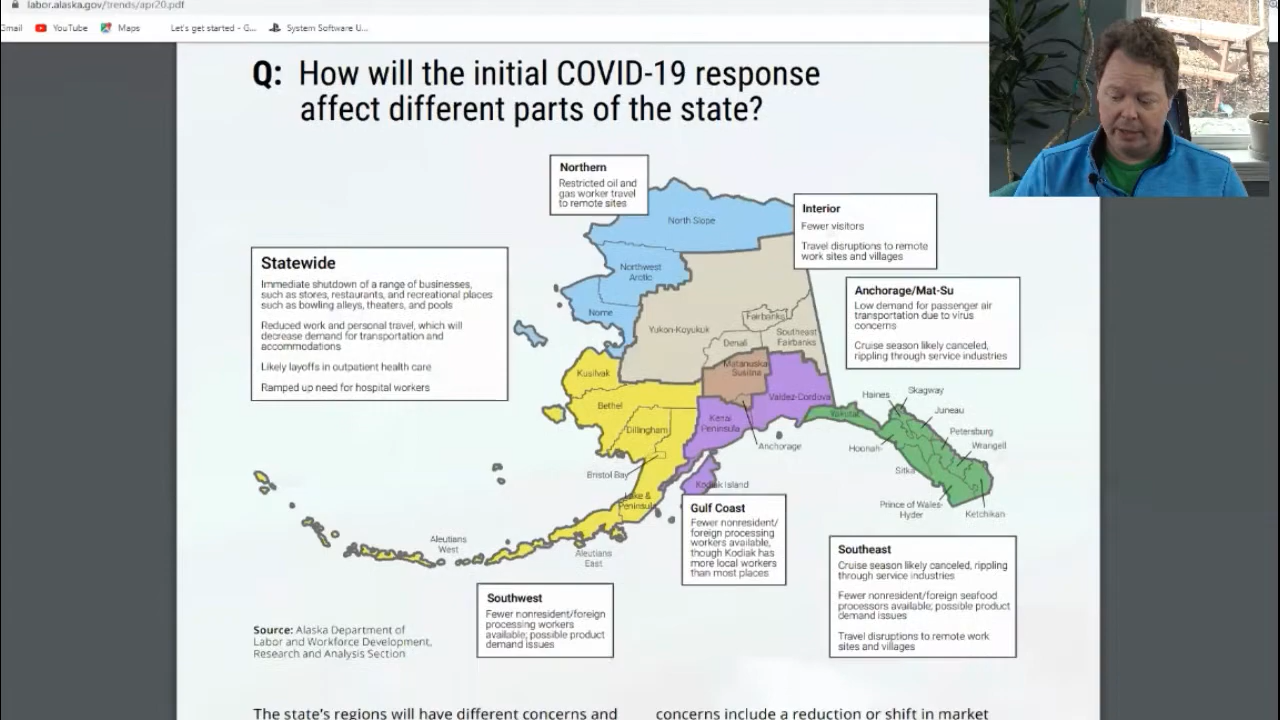 labor.alaska.gov/trends/apr20.pdf
Gmail
YouTube
Maps
Let's get started - G...
System Software U...
Q: How will the initial COVID-19 response
affect different parts of the state?
Northern
Restricted oil and
gas worker travel
to remote sites
North Slope
Interior
Fewer visitors
Travel disruptions to remote
work sites and villages
Statewide
Immediate shutdown of a range of businesses,
such as stores, restaurants, and recreational places
such as bowling alleys, theaters, and pools
Reduced work and personal travel, which will
decrease demand for transportation and
accommodations
Likely layoffs in outpatient health care
Ramped up need for hospital workers
Northwest
Arctic
Nome
Yukon-Koyukuk
Fairbanks
Denali
Southeast
Fairbanks
Anchorage/Mat-Su
Low demand for passenger air
transportation due to virus
concerns
Cruise season likely canceled,
rippling through service industries
Kusilvak
Matanuska
Susitna
Bethel
Valdez-Cordova
Dillingham
Kenai
Peninsula
Anchorage
Yakutat
Haines
Skagway
Juneau
Petersburg
Wrangell
Hoonah
Sitka
Prince of Wales-
Hyder
Ketchikan
Bristol Bay
Lake &
Peninsula
Kodiak Island
Aleutians
West
Aleutians
East
Gulf Coast
Fewer nonresident/
foreign processing
workers available,
though Kodiak has
more local workers
than most places
Southeast
Cruise season likely canceled, rippling
through service industries
Fewer nonresident/foreign seafood
processors available; possible product
demand issues
Travel disruptions to remote work
sites and villages
Southwest
Fewer nonresident/foreign
processing workers
available; possible product
demand issues
Source: Alaska Department of
Labor and Workforce Development,
Research and Analysis Section
The state's regions will have different concerns and
concerns include a reduction or shift in market